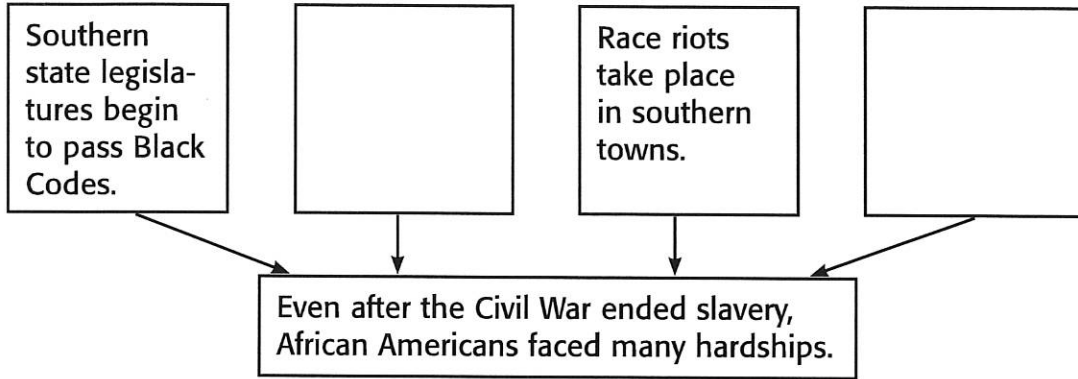 Southern
state legisla-
tures begin
to pass Black
Codes.
Race riots
take place
in southern
towns.
Even after the Civil War ended slavery,
African Americans faced many hardships.